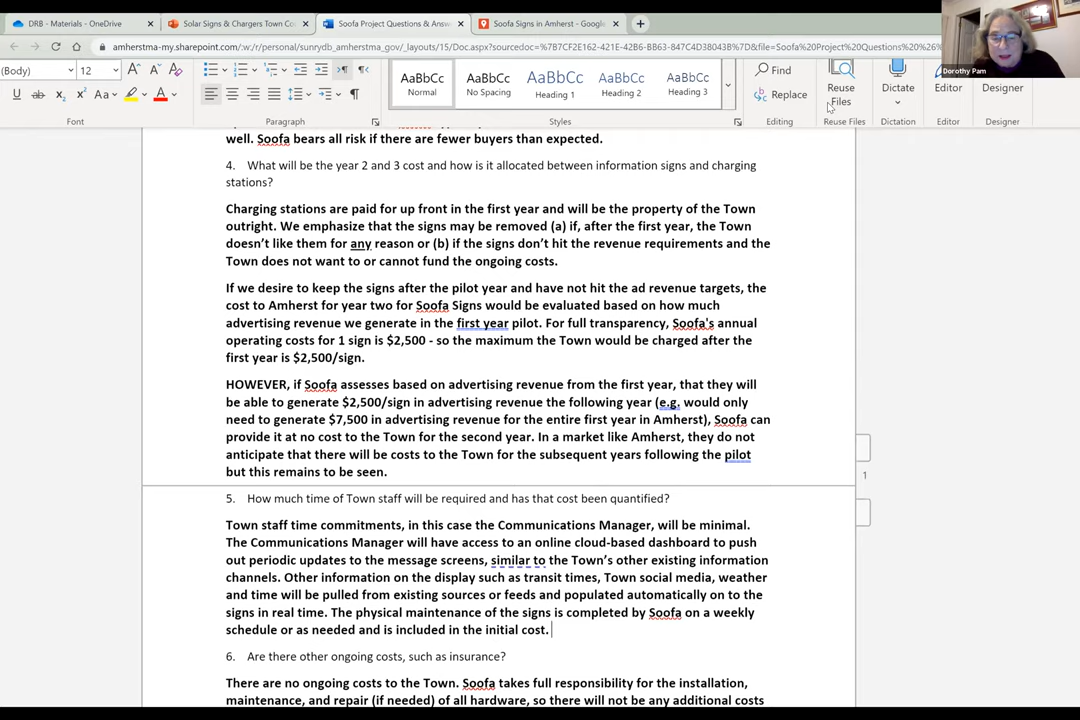 DRB - Materials - OneDrive
Solar Signs & Chargers Town Co
Soofa Project Questions & Answ
Soofa Signs in Amherst - Google
amherstma-my.sharepoint.com/:w:/r/personal/sunrydb_amherstma_gov/_layouts/15/Doc.aspx?sourcedoc=%7BCF2E162-421E-42B6-BB63-847C4D38043B%7D&file=Soofa%20Project%20Questions%20%26%
Dorothy Pam
(Body) 12
AaBbCc AaBbCc AaBbCc AaBbCc AaBbCc
Normal No Spacing Heading 1 Heading 2 Heading 3
Find
Replace
Reuse Files
Dictate
Editor
Designer
Font Paragraph Styles Editing Reuse Files Dictation Editor Designer
well. Soofa bears all risk if there are fewer buyers than expected.
4. What will be the year 2 and 3 cost and how is it allocated between information signs and charging
stations?
Charging stations are paid for up front in the first year and will be the property of the Town
outright. We emphasize that the signs may be removed (a) if, after the first year, the Town
doesn't like them for any reason or (b) if the signs don't hit the revenue requirements and the
Town does not want to or cannot fund the ongoing costs.
If we desire to keep the signs after the pilot year and have not hit the ad revenue targets, the
cost to Amherst for year two for Soofa Signs would be evaluated based on how much
advertising revenue we generate in the first year pilot. For full transparency, Soofa's annual
operating costs for 1 sign is $2,500 - so the maximum the Town would be charged after the
first year is $2,500/sign.
HOWEVER, if Soofa assesses based on advertising revenue from the first year, that they will
be able to generate $2,500/sign in advertising revenue the following year (e.g. would only
need to generate $7,500 in advertising revenue for the entire first year in Amherst), Soofa can
provide it at no cost to the Town for the second year. In a market like Amherst, they do not
anticipate that there will be costs to the Town for the subsequent years following the pilot
but this remains to be seen.
1
5. How much time of Town staff will be required and has that cost been quantified?
Town staff time commitments, in this case the Communications Manager, will be minimal.
The Communications Manager will have access to an online cloud-based dashboard to push
out periodic updates to the message screens, similar to the Town's other existing information
channels. Other information on the display such as transit times, Town social media, weather
and time will be pulled from existing sources or feeds and populated automatically on to the
signs in real time. The physical maintenance of the signs is completed by Soofa on a weekly
schedule or as needed and is included in the initial cost.
6. Are there other ongoing costs, such as insurance?
There are no ongoing costs to the Town. Soofa takes full responsibility for the installation,
maintenance, and repair (if needed) of all hardware, so there will not be any additional costs